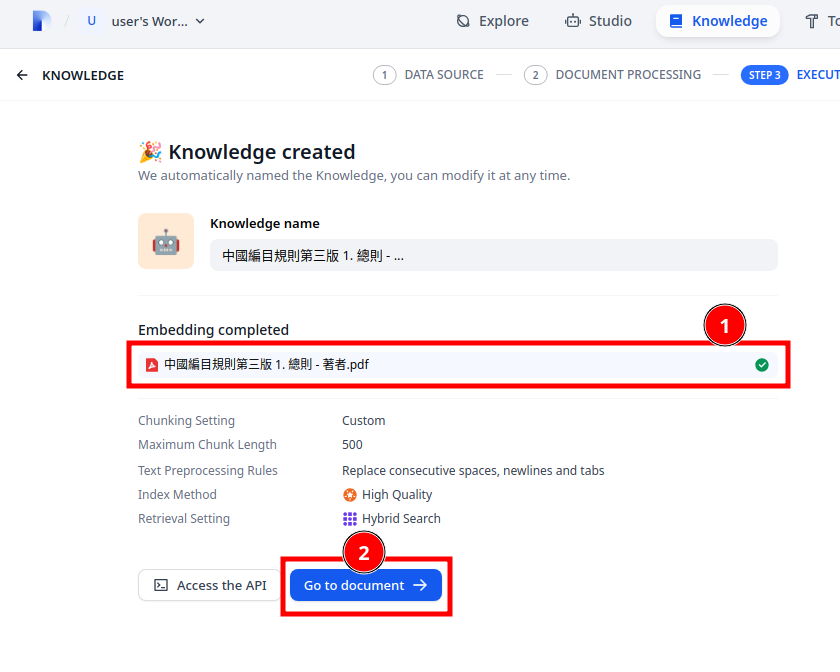 / U user's Wor... Explore Studio Knowledge To
KNOWLEDGE 1 DATA SOURCE 2 DOCUMENT PROCESSING STEP 3 EXECUT
🎉 Knowledge created
We automatically named the Knowledge, you can modify it at any time.
Knowledge name
中國編目規則第三版 1. 總則 - ...
1
Embedding completed
中國編目規則第三版 1. 總則 - 著者.pdf
Chunking Setting Custom
Maximum Chunk Length 500
Text Preprocessing Rules Replace consecutive spaces, newlines and tabs
Index Method High Quality
Retrieval Setting Hybrid Search
2
Access the API Go to document